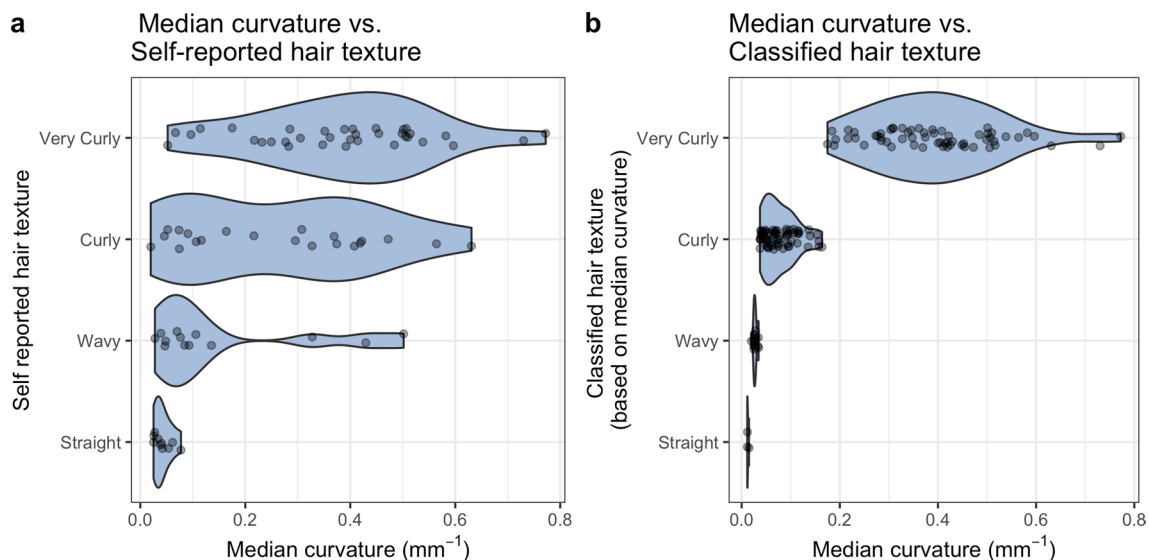 a
Median curvature vs.
Self-reported hair texture
Self reported hair texture
Very Curly
Curly
Wavy
Straight
0.0 0.2 0.4 0.6 0.8
Median curvature (mm⁻¹)
b
Median curvature vs.
Classified hair texture
Classified hair texture
(based on median curvature)
Very Curly
Curly
Wavy
Straight
0.0 0.2 0.4 0.6 0.8
Median curvature (mm⁻¹)